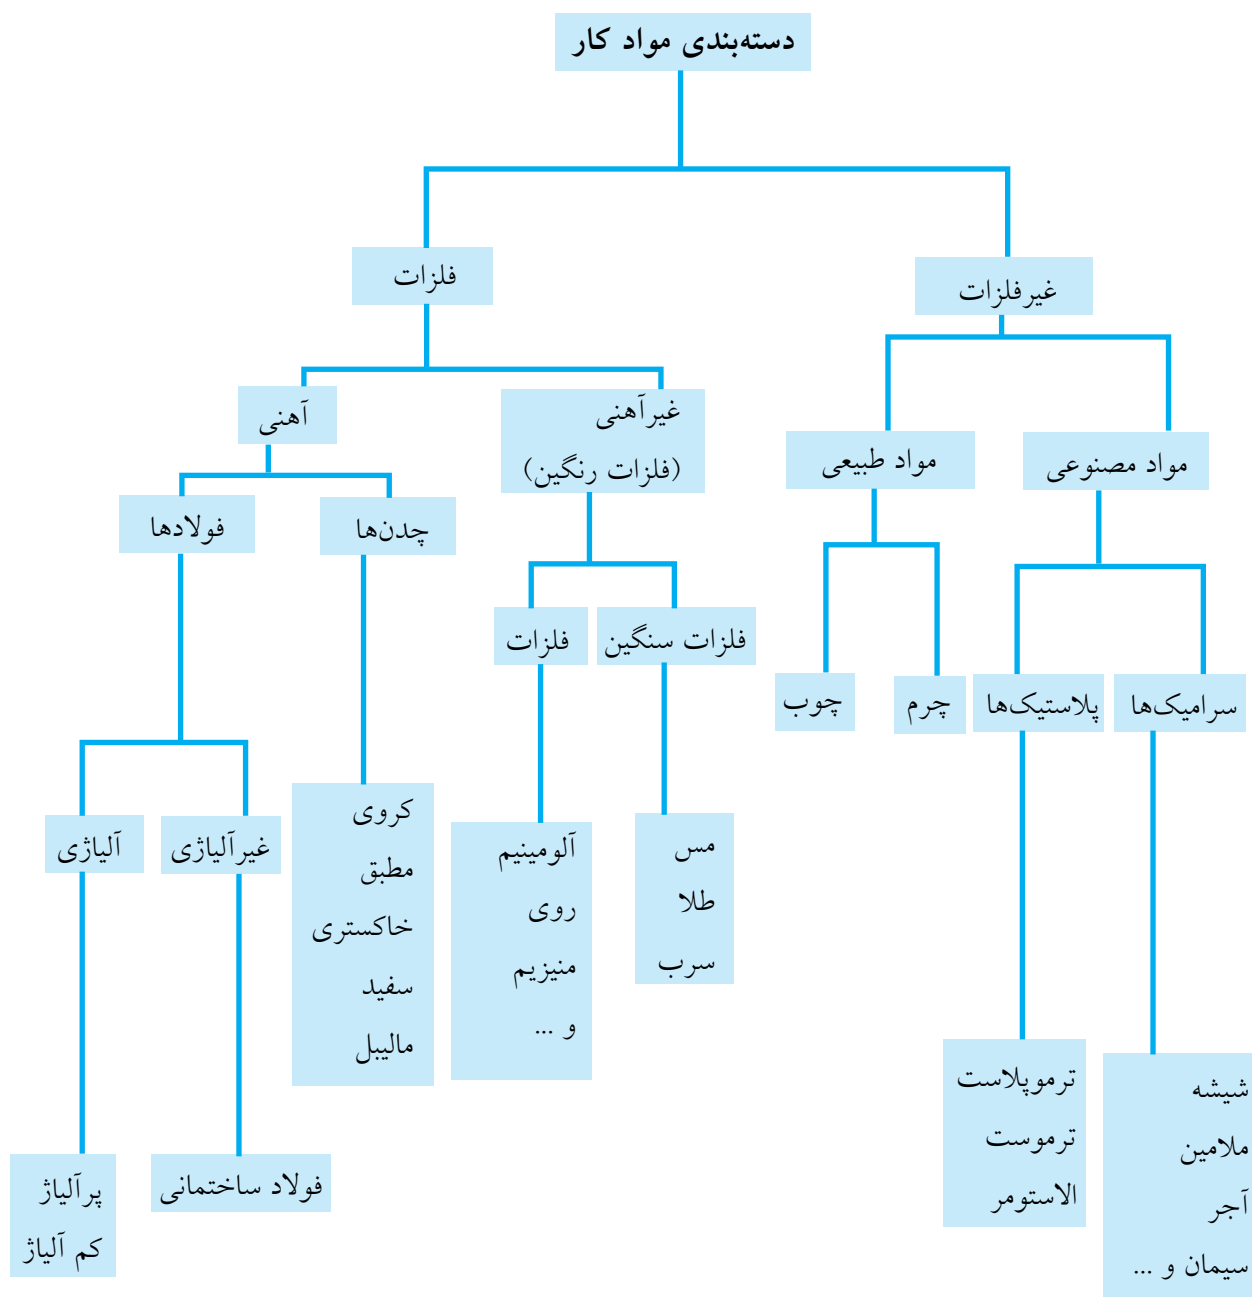 دسته‌بندی مواد کار
غیرفلزات
فلزات
مواد مصنوعی
مواد طبیعی
غیرآهنی
(فلزات رنگین)
آهنی
سرامیک‌ها
پلاستیک‌ها
چرم
چوب
فلزات سنگین
فلزات
چدن‌ها
فولادها
شیشه
ملامین
آجر
سیمان و ...
ترموپلاست
ترموست
الاستومر
مس
طلا
سرب
آلومینیم
روی
منیزیم
و ...
کروی
مطبق
خاکستری
سفید
مالیبل
غیرآلیاژی
آلیاژی
فولاد ساختمانی
پرآلیاژ
کم آلیاژ